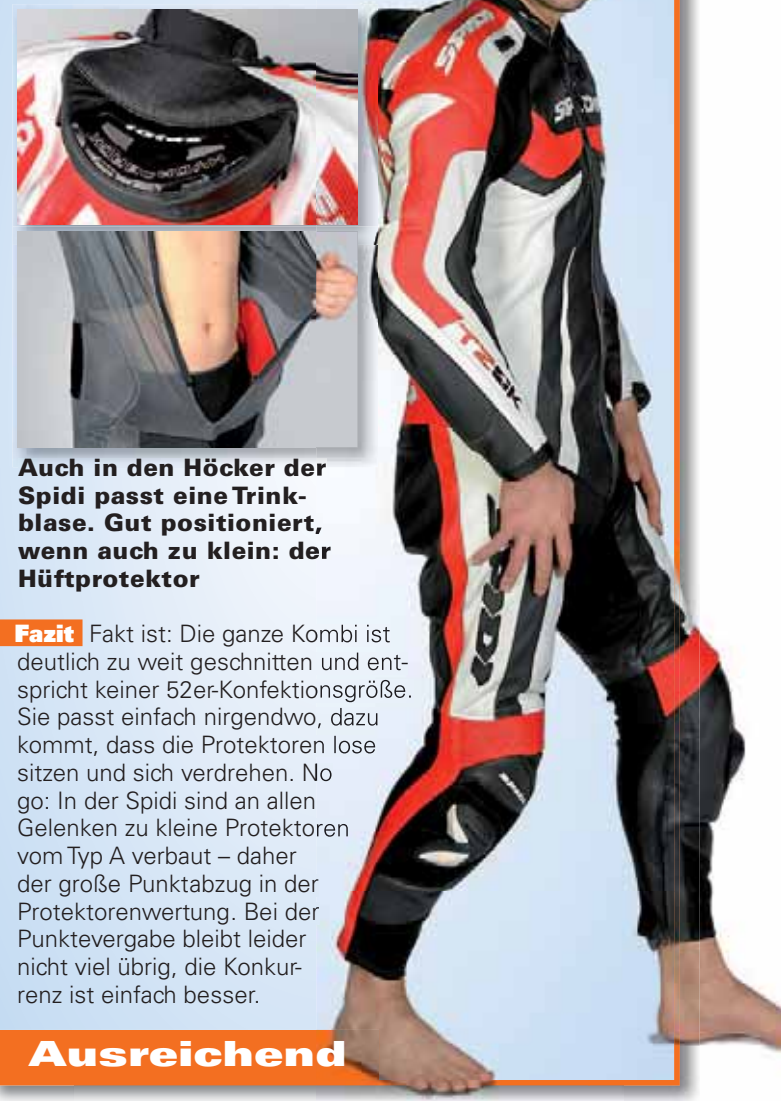 SPIDI
Auch in den Höcker der
Spidi passt eine Trink-
blase. Gut positioniert,
wenn auch zu klein: der
Hüftprotektor
Fazit Fakt ist: Die ganze Kombi ist
deutlich zu weit geschnitten und ent-
spricht keiner 52er-Konfektionsgröße.
Sie passt einfach nirgendwo, dazu
kommt, dass die Protektoren lose
sitzen und sich verdrehen. No
go: In der Spidi sind an allen
Gelenken zu kleine Protektoren
vom Typ A verbaut – daher
der große Punktabzug in der
Protektorenwertung. Bei der
Punktevergabe bleibt leider
nicht viel übrig, die Konkur-
renz ist einfach besser.
Ausreichend